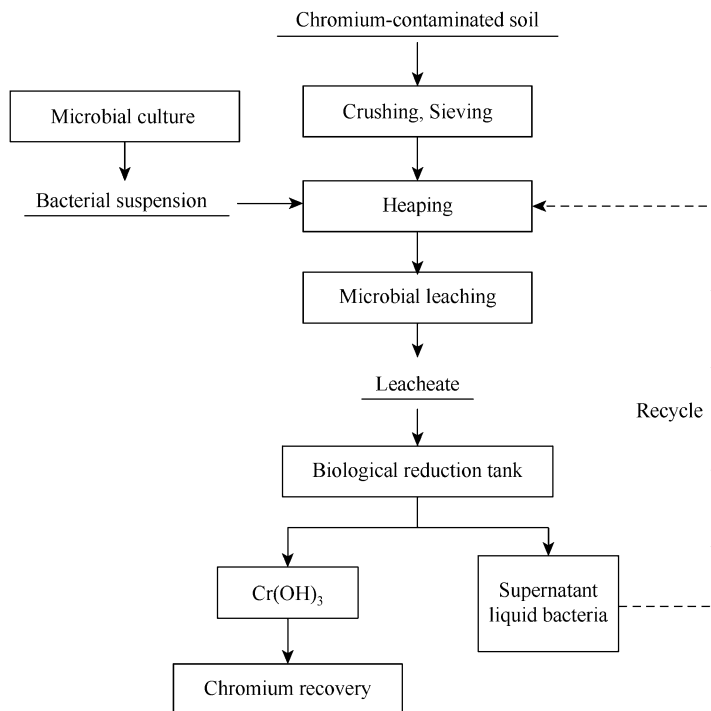 Chromium-contaminated soil
Crushing, Sieving
Microbial culture
Bacterial suspension
Heaping
Microbial leaching
Leacheate
Recycle
Biological reduction tank
Cr(OH)₃
Supernatant
liquid bacteria
Chromium recovery